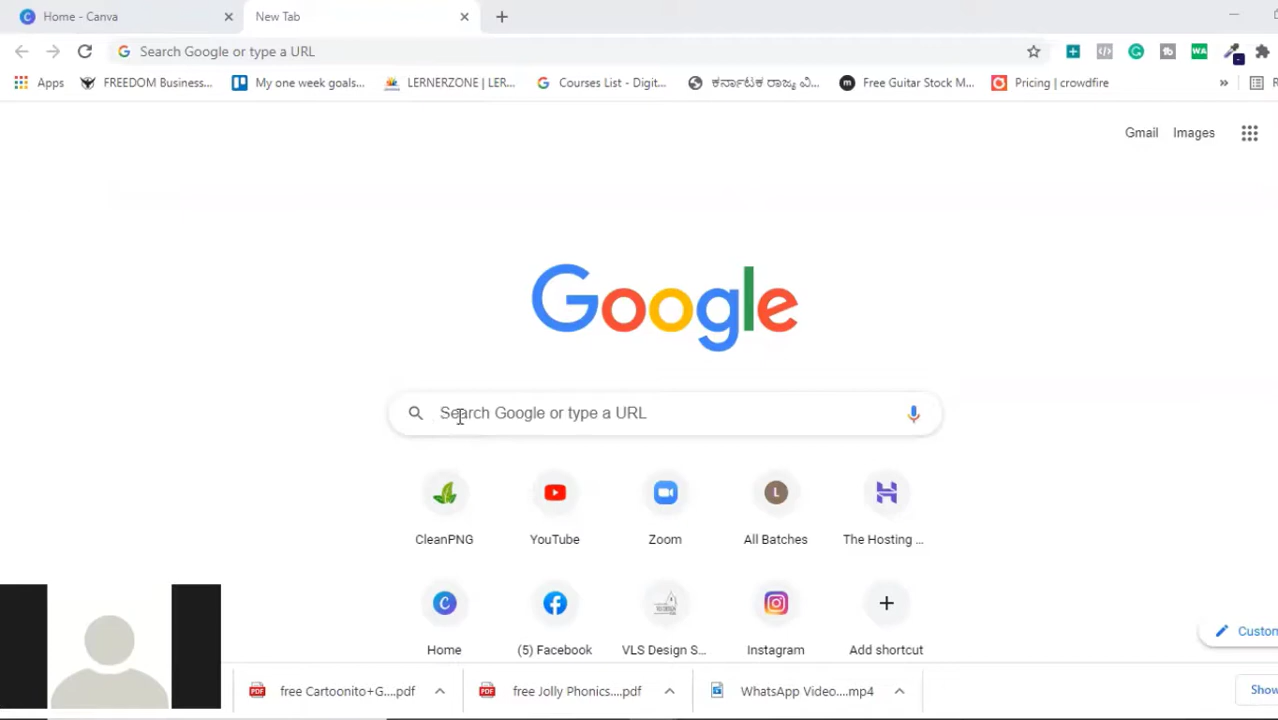 Home - Canva
New Tab
Search Google or type a URL
WA
Apps
FREEDOM Business...
My one week goals...
LERNERZONE | LER...
Courses List - Digit...
ಕರ್ನಾಟಕ ರಾಜ್ಯ ವಿ...
Free Guitar Stock M...
Pricing | crowdfire
»
Gmail
Images
Google
Search Google or type a URL
CleanPNG
YouTube
Zoom
L
All Batches
The Hosting ...
Home
(5) Facebook
VLS Design S...
Instagram
Add shortcut
Custom
PDF
free Cartoonito+G....pdf
PDF
free Jolly Phonics....pdf
WhatsApp Video....mp4
Show